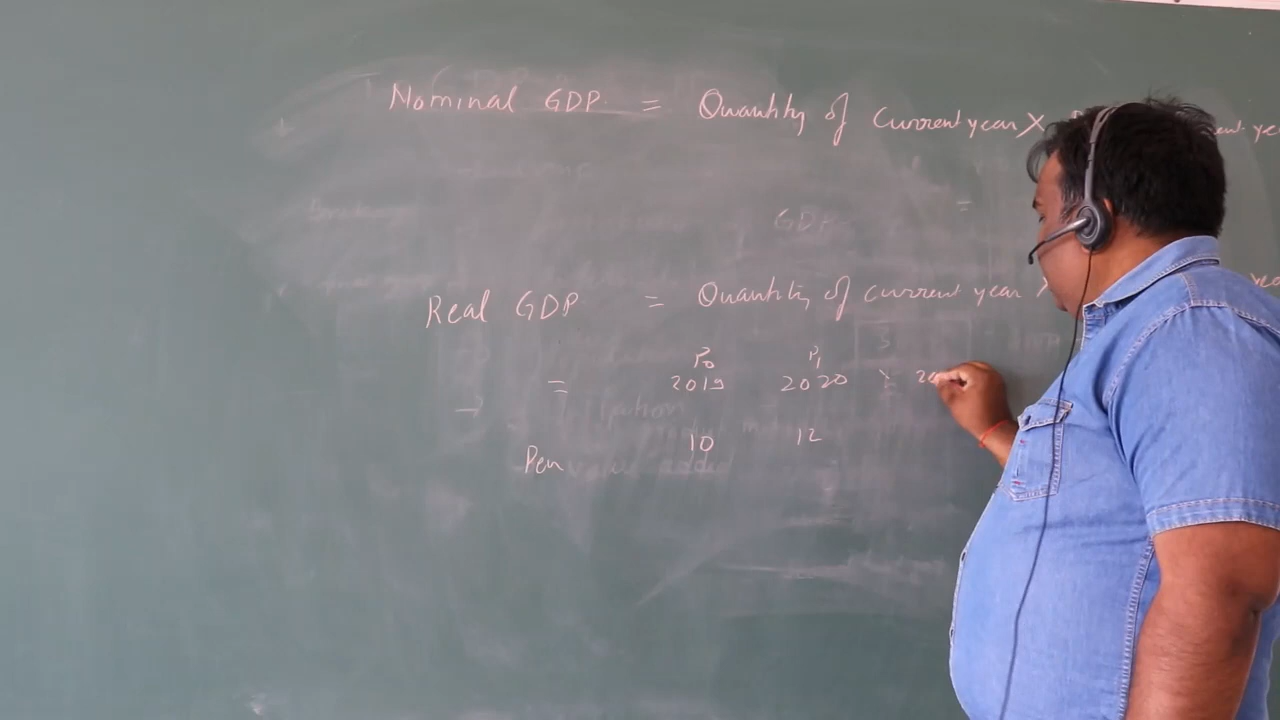 Nominal GDP = Quantity of Current year X
Real GDP = Quantity of current year X
P0 P1
= 2019 2020
Pen 10 12